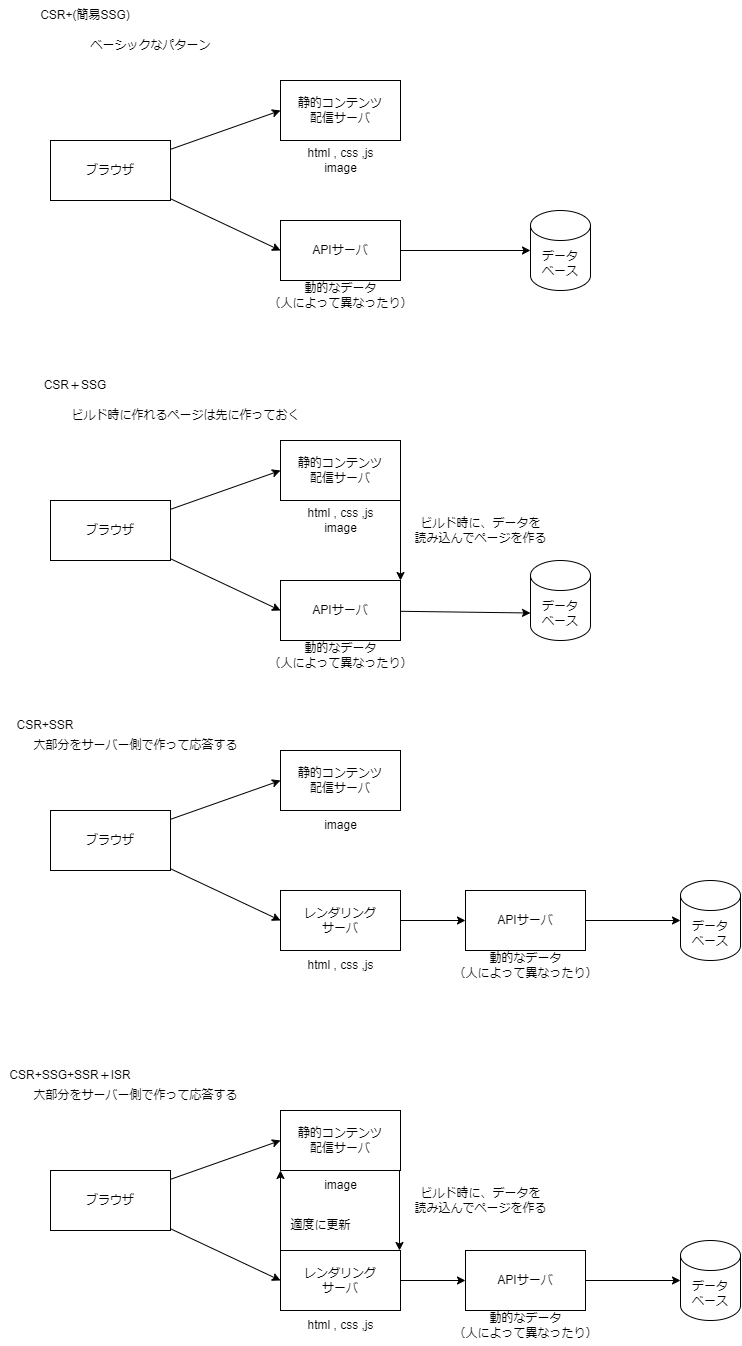 CSR+(簡易SSG)
ベーシックなパターン
静的コンテンツ
配信サーバ
html , css ,js
image
ブラウザ
APIサーバ
動的なデータ
（人によって異なったり）
データ
ベース
CSR＋SSG
ビルド時に作れるページは先に作っておく
静的コンテンツ
配信サーバ
html , css ,js
image
ブラウザ
ビルド時に、データを
読み込んでページを作る
APIサーバ
動的なデータ
（人によって異なったり）
データ
ベース
CSR+SSR
大部分をサーバー側で作って応答する
静的コンテンツ
配信サーバ
image
ブラウザ
レンダリング
サーバ
html , css ,js
APIサーバ
動的なデータ
（人によって異なったり）
データ
ベース
CSR+SSG+SSR＋ISR
大部分をサーバー側で作って応答する
静的コンテンツ
配信サーバ
image
ブラウザ
ビルド時に、データを
読み込んでページを作る
適度に更新
レンダリング
サーバ
html , css ,js
APIサーバ
動的なデータ
（人によって異なったり）
データ
ベース